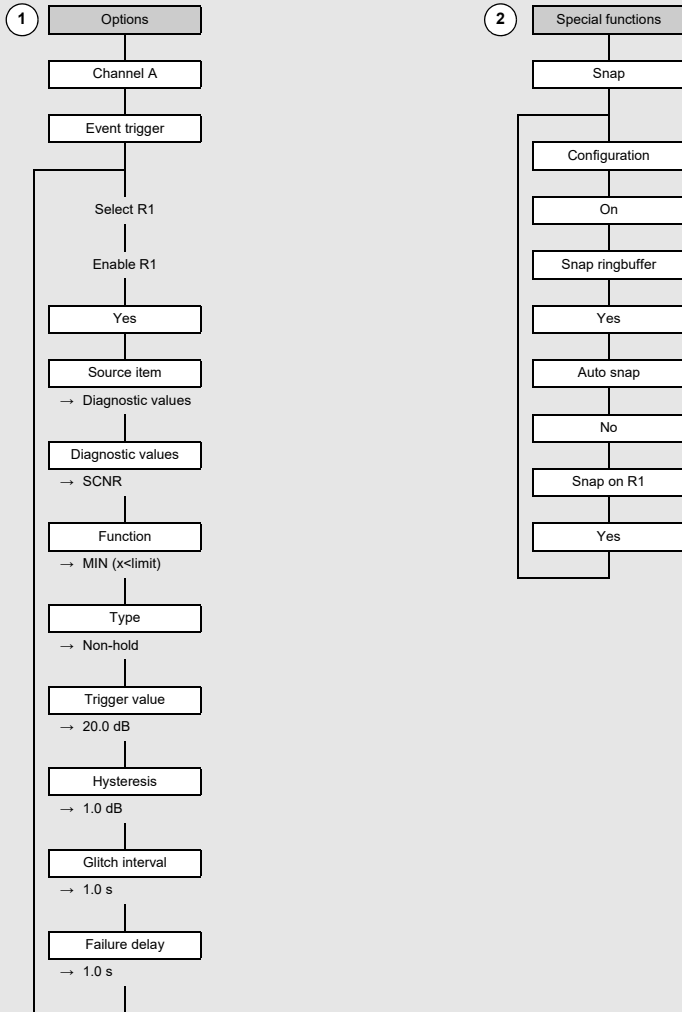 1
Options
Channel A
Event trigger
Select R1
Enable R1
Yes
Source item
→ Diagnostic values
Diagnostic values
→ SCNR
Function
→ MIN (x<limit)
Type
→ Non-hold
Trigger value
→ 20.0 dB
Hysteresis
→ 1.0 dB
Glitch interval
→ 1.0 s
Failure delay
→ 1.0 s
2
Special functions
Snap
Configuration
On
Snap ringbuffer
Yes
Auto snap
No
Snap on R1
Yes